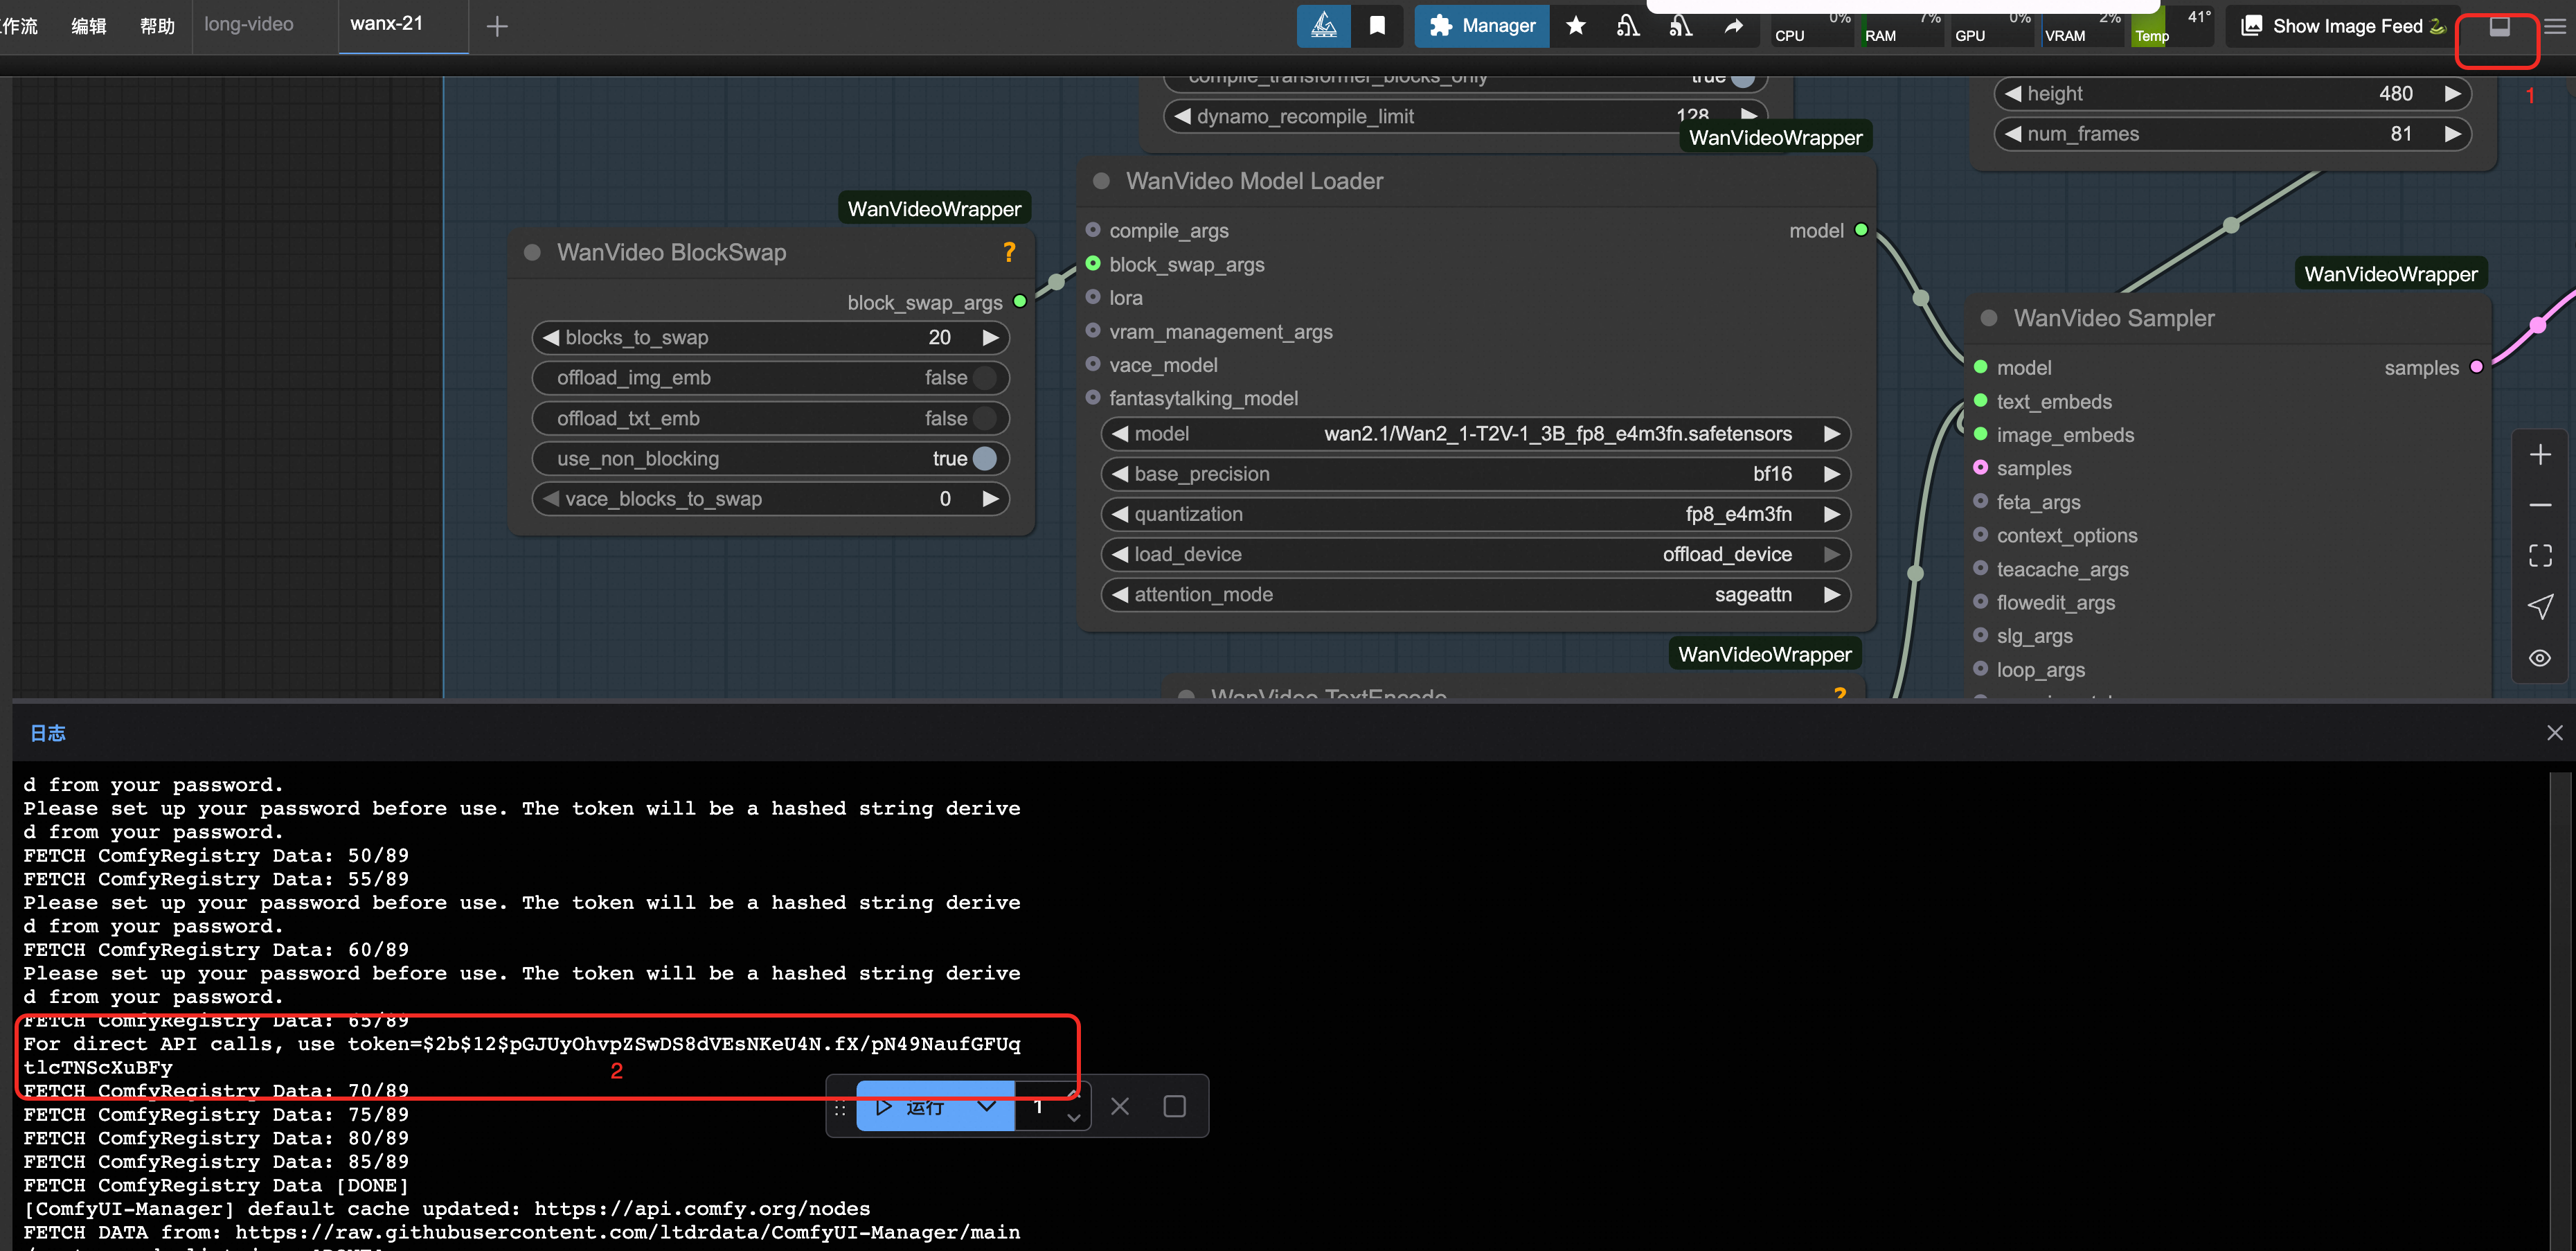 作流
编辑
帮助
long-video
wanx-21
Manager
CPU
0%
RAM
7%
GPU
0%
VRAM
2%
Temp
41°
Show Image Feed
1
compile_transformer_blocks_only true
dynamo_recompile_limit 128
WanVideoWrapper
height 480
num_frames 81
WanVideoWrapper
WanVideo BlockSwap ?
block_swap_args
blocks_to_swap 20
offload_img_emb false
offload_txt_emb false
use_non_blocking true
vace_blocks_to_swap 0
WanVideo Model Loader
compile_args model
block_swap_args
lora
vram_management_args
vace_model
fantasytalking_model
model wan2.1/Wan2_1-T2V-1_3B_fp8_e4m3fn.safetensors
base_precision bf16
quantization fp8_e4m3fn
load_device offload_device
attention_mode sageattn
WanVideoWrapper
WanVideo TextEncode ?
WanVideoWrapper
WanVideo Sampler
model samples
text_embeds
image_embeds
samples
feta_args
context_options
teacache_args
flowedit_args
slg_args
loop_args
日志
d from your password.
Please set up your password before use. The token will be a hashed string derive
d from your password.
FETCH ComfyRegistry Data: 50/89
FETCH ComfyRegistry Data: 55/89
Please set up your password before use. The token will be a hashed string derive
d from your password.
FETCH ComfyRegistry Data: 60/89
Please set up your password before use. The token will be a hashed string derive
d from your password.
FETCH ComfyRegistry Data: 65/89
For direct API calls, use token=$2b$12$pGJUyOhvpZSwDS8dVEsNKeU4N.fX/pN49NaufGFUq
tlcTNScXuBFy
2
FETCH ComfyRegistry Data: 70/89
运行
1
FETCH ComfyRegistry Data: 75/89
FETCH ComfyRegistry Data: 80/89
FETCH ComfyRegistry Data: 85/89
FETCH ComfyRegistry Data [DONE]
[ComfyUI-Manager] default cache updated: https://api.comfy.org/nodes
FETCH DATA from: https://raw.githubusercontent.com/ltdrdata/ComfyUI-Manager/main